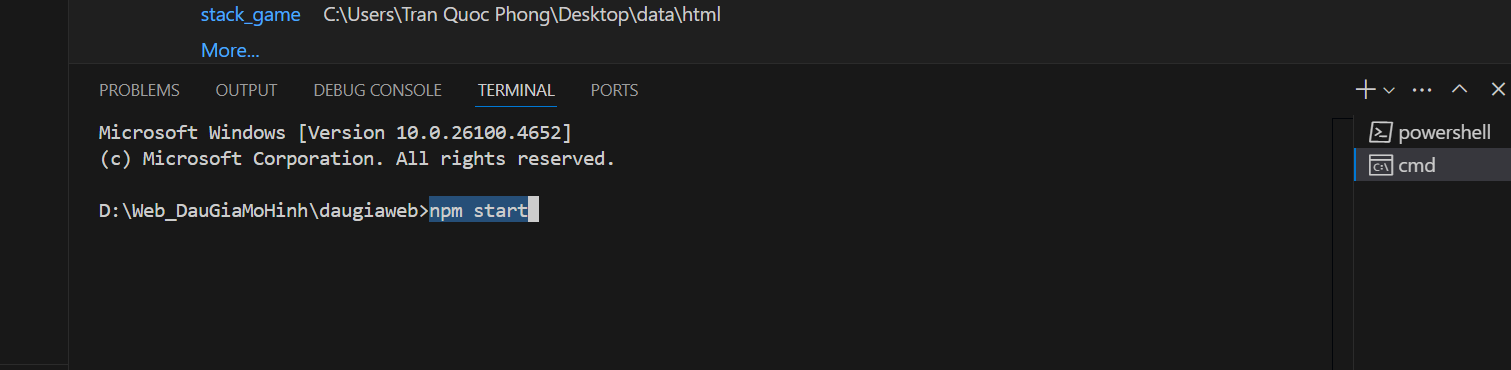 stack_game C:\Users\Tran Quoc Phong\Desktop\data\html
More...
PROBLEMS OUTPUT DEBUG CONSOLE TERMINAL PORTS
Microsoft Windows [Version 10.0.26100.4652]
(c) Microsoft Corporation. All rights reserved.
D:\Web_DauGiaMoHinh\daugiaweb>npm start
powershell
cmd